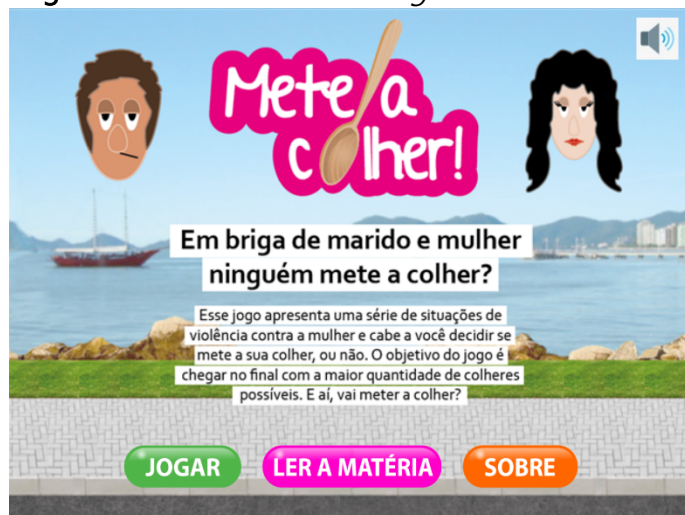 Mete a
colher!
Em briga de marido e mulher
ninguém mete a colher?
Esse jogo apresenta uma série de situações de
violência contra a mulher e cabe a você decidir se
mete a sua colher, ou não. O objetivo do jogo é
chegar no final com a maior quantidade de colheres
possíveis. E aí, vai meter a colher?
JOGAR
LER A MATÉRIA
SOBRE